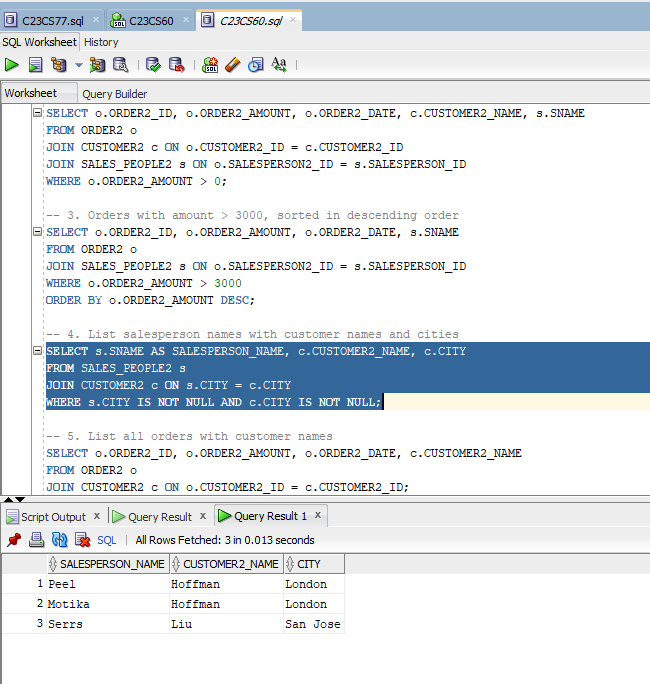 C23CS77.sql × C23CS60 × C23CS60.sql ×
SQL Worksheet History
SQL Aa
Worksheet Query Builder
SELECT o.ORDER2_ID, o.ORDER2_AMOUNT, o.ORDER2_DATE, c.CUSTOMER2_NAME, s.SNAME
FROM ORDER2 o
JOIN CUSTOMER2 c ON o.CUSTOMER2_ID = c.CUSTOMER2_ID
JOIN SALES_PEOPLE2 s ON o.SALESPERSON2_ID = s.SALESPERSON_ID
WHERE o.ORDER2_AMOUNT > 0;
-- 3. Orders with amount > 3000, sorted in descending order
SELECT o.ORDER2_ID, o.ORDER2_AMOUNT, o.ORDER2_DATE, s.SNAME
FROM ORDER2 o
JOIN SALES_PEOPLE2 s ON o.SALESPERSON2_ID = s.SALESPERSON_ID
WHERE o.ORDER2_AMOUNT > 3000
ORDER BY o.ORDER2_AMOUNT DESC;
-- 4. List salesperson names with customer names and cities
SELECT s.SNAME AS SALESPERSON_NAME, c.CUSTOMER2_NAME, c.CITY
FROM SALES_PEOPLE2 s
JOIN CUSTOMER2 c ON s.CITY = c.CITY
WHERE s.CITY IS NOT NULL AND c.CITY IS NOT NULL;
-- 5. List all orders with customer names
SELECT o.ORDER2_ID, o.ORDER2_AMOUNT, o.ORDER2_DATE, c.CUSTOMER2_NAME
FROM ORDER2 o
JOIN CUSTOMER2 c ON o.CUSTOMER2_ID = c.CUSTOMER2_ID;
Script Output × Query Result × Query Result 1 ×
SQL | All Rows Fetched: 3 in 0.013 seconds
SALESPERSON_NAME CUSTOMER2_NAME CITY
1 Peel Hoffman London
2 Motika Hoffman London
3 Serrs Liu San Jose